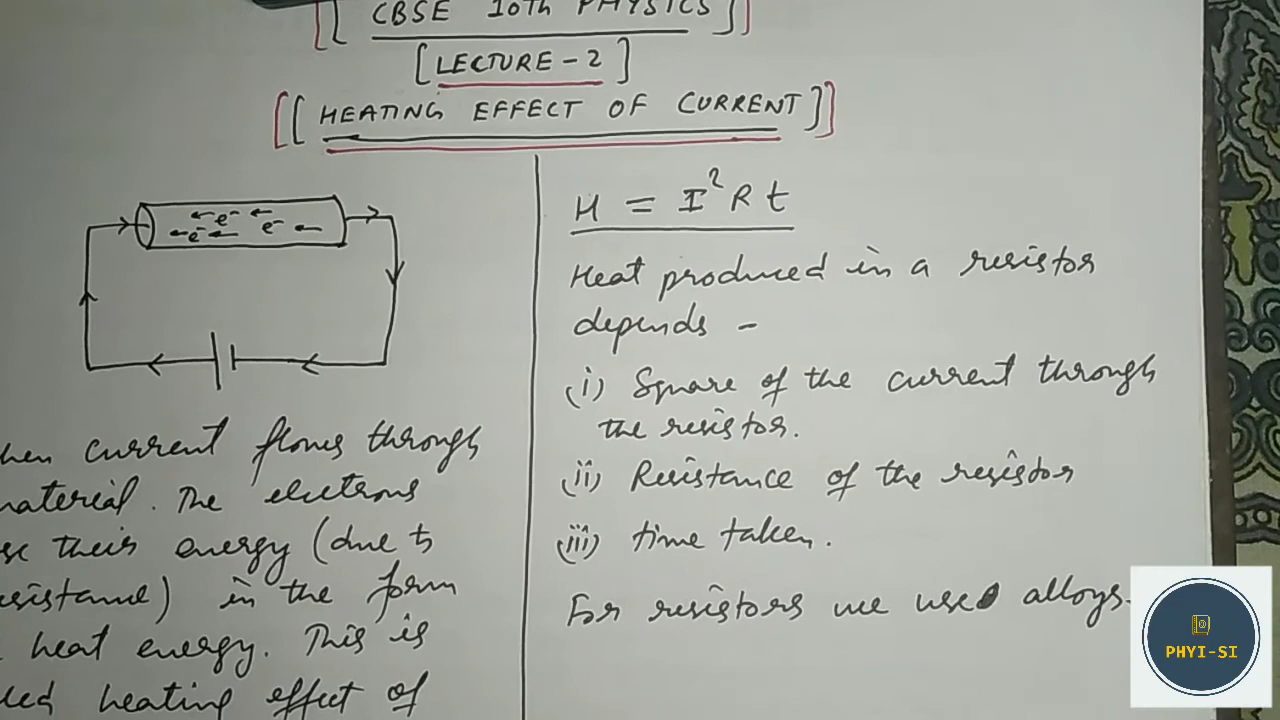 [[ CBSE 10th PHYSICS ]]
[ LECTURE - 2 ]
[[ HEATING EFFECT OF CURRENT ]]
e⁻ e⁻
e⁻
current flows through
material. The electrons
their energy (due to
) in the form
heat energy. This is
heating effect of
H = I²Rt
Heat produced in a resistor
depends -
(i) Square of the current through
the resistor.
(ii) Resistance of the resistor
(iii) time taken.
For resistors we use alloys.
PHYI-SI